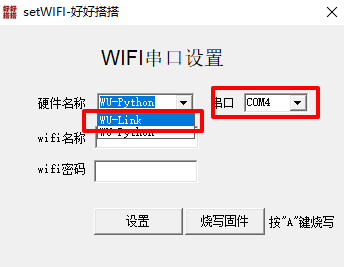 好好搭搭 setWIFI-好好搭搭
WIFI串口设置
硬件名称 WU-Python 串口 COM4
WU-Link
WU-Python
wifi名称
wifi密码
设置 烧写固件 按"A"键烧写